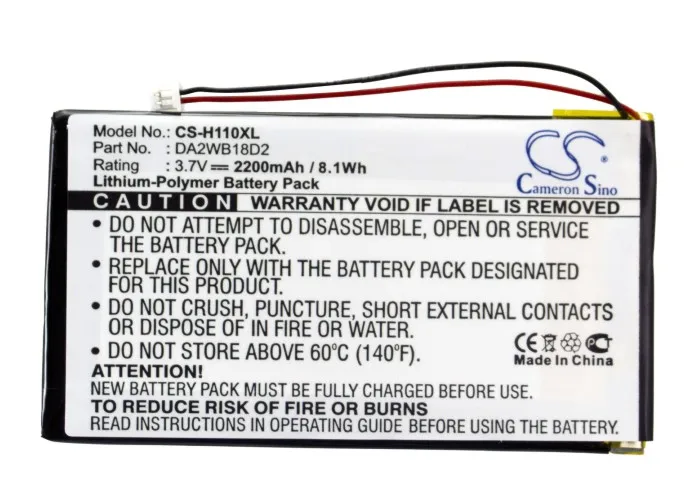 Model No.: CS-H110XL
Part No. : DA2WB18D2
Rating : 3.7V 2200mAh / 8.1Wh
Lithium-Polymer Battery Pack
CS
Cameron Sino
CAUTION WARRANTY VOID IF LABEL IS REMOVED
• DO NOT ATTEMPT TO DISASSEMBLE, OPEN OR SERVICE
THE BATTERY PACK.
• REPLACE ONLY WITH THE BATTERY PACK DESIGNATED
FOR THIS PRODUCT.
• DO NOT CRUSH, PUNCTURE, SHORT EXTERNAL CONTACTS
OR DISPOSE OF IN FIRE OR WATER.
• DO NOT STORE ABOVE 60°C (140°F).
CE
Made In China
ATTENTION!
NEW BATTERY PACK MUST BE FULLY CHARGED BEFORE USE
TO REDUCE RISK OF FIRE OR BURNS
READ INSTRUCTIONS IN OPERATING GUIDE BEFORE USING BATTERY PACK